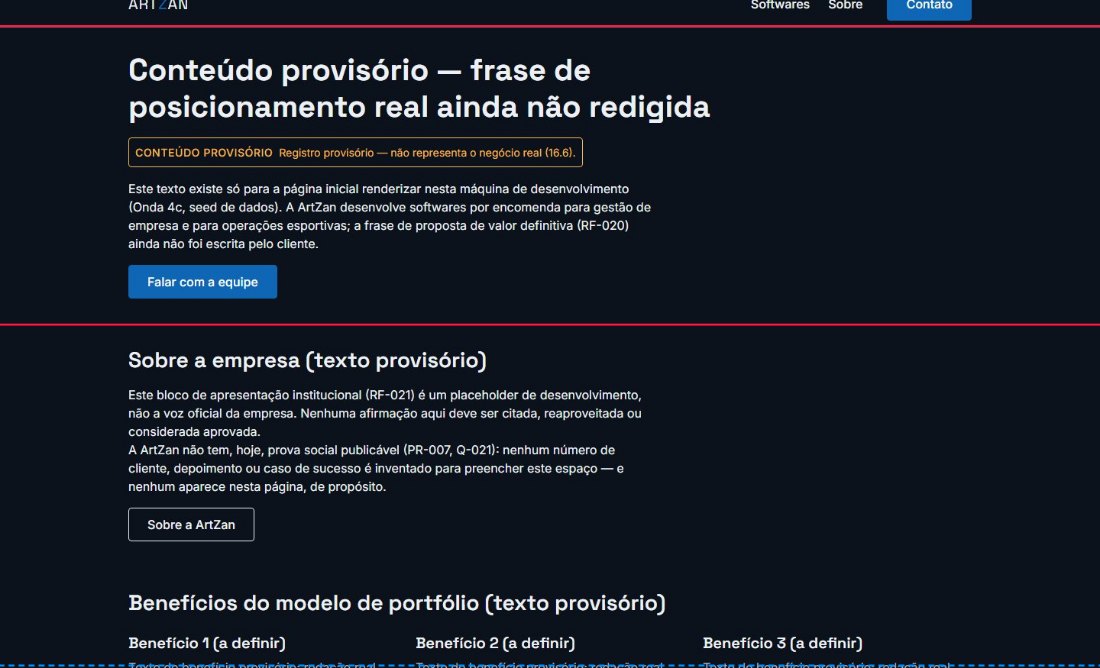 ARTZAN
Softwares Sobre Contato
Conteúdo provisório — frase de
posicionamento real ainda não redigida
CONTEÚDO PROVISÓRIO Registro provisório — não representa o negócio real (16.6).
Este texto existe só para a página inicial renderizar nesta máquina de desenvolvimento
(Onda 4c, seed de dados). A ArtZan desenvolve softwares por encomenda para gestão de
empresa e para operações esportivas; a frase de proposta de valor definitiva (RF-020)
ainda não foi escrita pelo cliente.
Falar com a equipe
Sobre a empresa (texto provisório)
Este bloco de apresentação institucional (RF-021) é um placeholder de desenvolvimento,
não a voz oficial da empresa. Nenhuma afirmação aqui deve ser citada, reaproveitada ou
considerada aprovada.
A ArtZan não tem, hoje, prova social publicável (PR-007, Q-021): nenhum número de
cliente, depoimento ou caso de sucesso é inventado para preencher este espaço — e
nenhum aparece nesta página, de propósito.
Sobre a ArtZan
Benefícios do modelo de portfólio (texto provisório)
Benefício 1 (a definir) Benefício 2 (a definir) Benefício 3 (a definir)